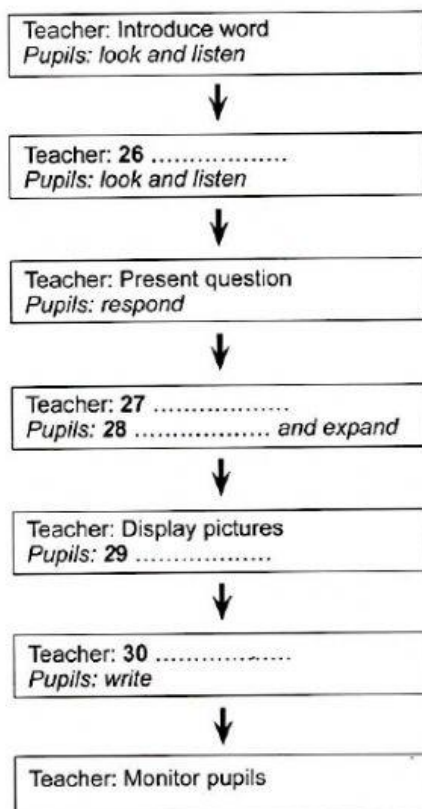 Teacher: Introduce word
Pupils: look and listen
Teacher: 26 ..................
Pupils: look and listen
Teacher: Present question
Pupils: respond
Teacher: 27 ...................
Pupils: 28 ................... and expand
Teacher: Display pictures
Pupils: 29 ..................
Teacher: 30 ...................
Pupils: write
Teacher: Monitor pupils